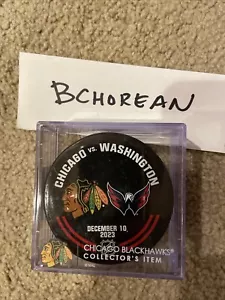 BCHOREAN
CHICAGO VS. WASHINGTON
DECEMBER 10,
2023
CHICAGO BLACKHAWKS®
COLLECTOR'S ITEM